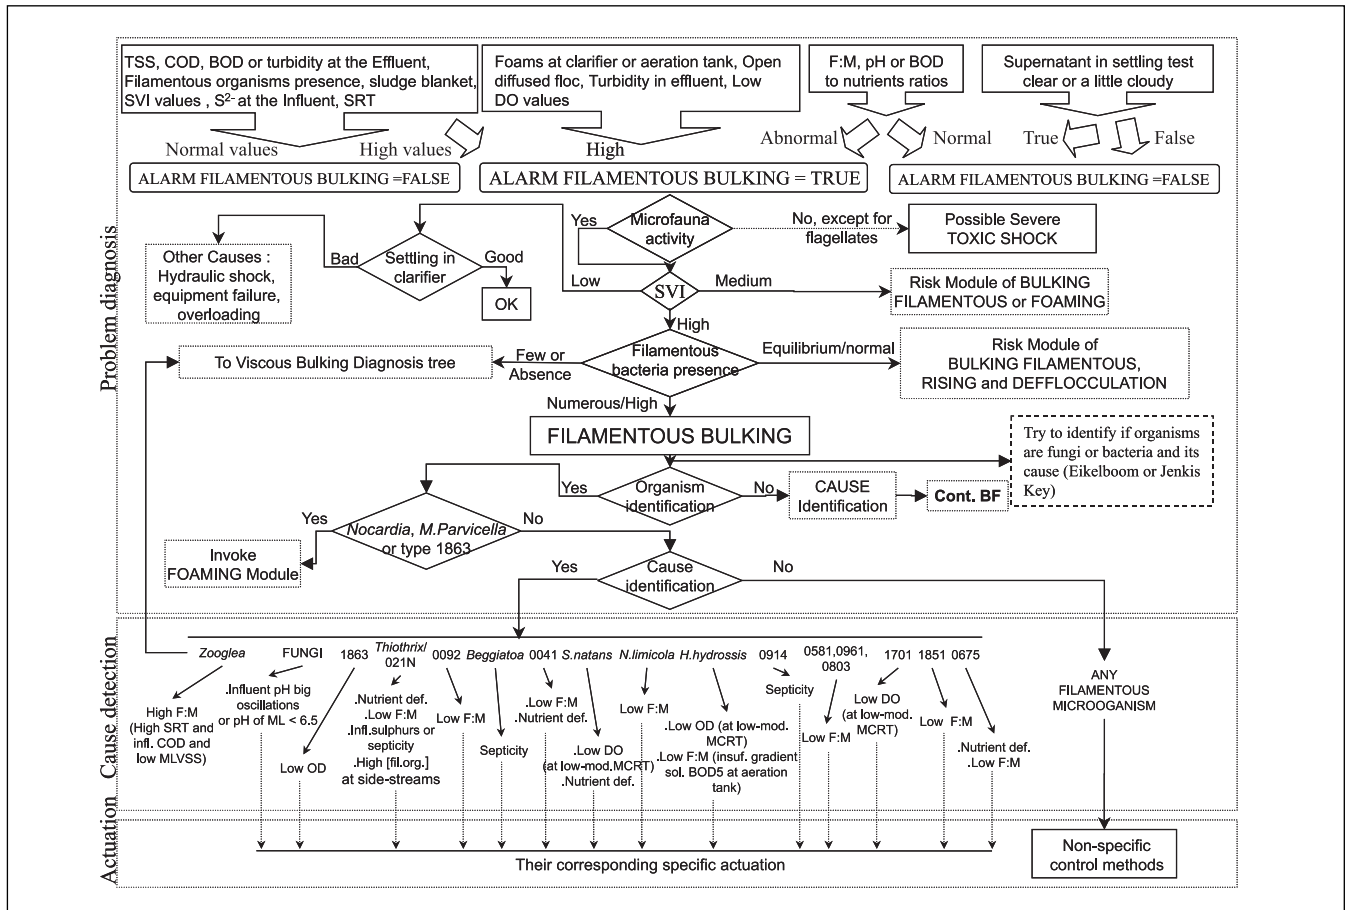 TSS, COD, BOD or turbidity at the Effluent,
Filamentous organisms presence, sludge blanket,
SVI values , S2- at the Influent, SRT
Foams at clarifier or aeration tank, Open
diffused floc, Turbidity in effluent, Low
DO values
F:M, pH or BOD
to nutrients ratios
Supernatant in settling test
clear or a little cloudy
Normal values
High values
High
Abnormal
Normal
True
False
ALARM FILAMENTOUS BULKING =FALSE
ALARM FILAMENTOUS BULKING = TRUE
ALARM FILAMENTOUS BULKING =FALSE
Problem diagnosis
Yes
Microfauna
activity
No, except for
flagellates
Possible Severe
TOXIC SHOCK
Other Causes :
Hydraulic shock,
equipment failure,
overloading
Bad
Settling in
clarifier
Good
OK
Low
SVI
Medium
Risk Module of BULKING
FILAMENTOUS or FOAMING
High
To Viscous Bulking Diagnosis tree
Few or
Absence
Filamentous
bacteria presence
Equilibrium/normal
Risk Module of
BULKING FILAMENTOUS,
RISING and DEFFLOCCULATION
Numerous/High
FILAMENTOUS BULKING
Try to identify if organisms
are fungi or bacteria and its
cause (Eikelboom or Jenkis
Key)
Yes
Organism
identification
No
CAUSE
Identification
Cont. BF
Yes
Nocardia, M.Parvicella
or type 1863
No
Invoke
FOAMING Module
Yes
Cause
identification
No
Cause detection
Zooglea
FUNGI
1863
Thiothrix/
021N
0092
Beggiatoa
0041
S.natans
N.limicola
H.hydrossis
0914
0581,0961,
0803
1701
1851
0675
ANY
FILAMENTOUS
MICROOGANISM
High F:M
(High SRT and
infl. COD and
low MLVSS)
.Influent pH big
oscillations
or pH of ML < 6.5
Low OD
.Nutrient def.
.Low F:M
.Infl.sulphurs or
septicity
.High [fil.org.]
at side-streams
Low F:M
Septicity
.Low F:M
.Nutrient def.
.Low DO
(at low-mod.MCRT)
.Nutrient def.
Low F:M
.Low OD (at low-mod.
MCRT)
.Low F:M (insuf. gradient
sol. BOD5 at aeration
tank)
Septicity
Low F:M
Low DO
(at low-mod.
MCRT)
Low F:M
.Nutrient def.
.Low F:M
Actuation
Their corresponding specific actuation
Non-specific
control methods